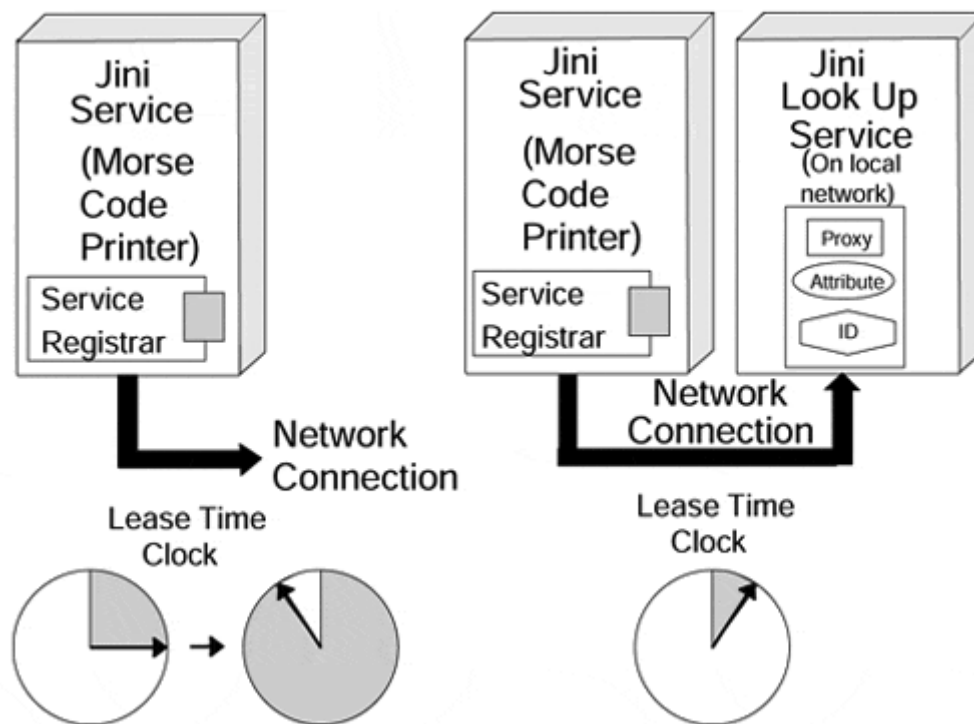 Jini
Service
(Morse
Code
Printer)
Service
Registrar
Network
Connection
Lease Time
Clock
Jini
Service
(Morse
Code
Printer)
Service
Registrar
Jini
Look Up
Service
(On local
network)
Proxy
Attribute
ID
Network
Connection
Lease Time
Clock